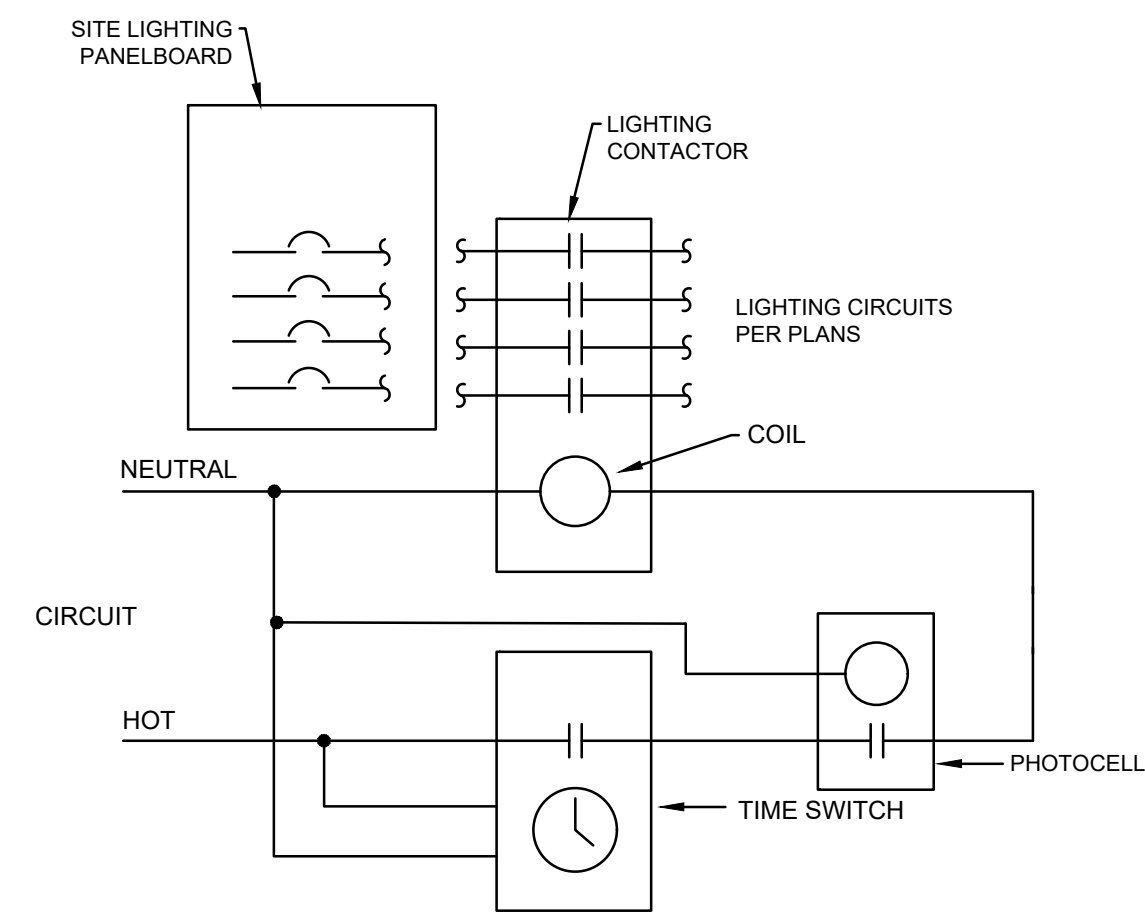 SITE LIGHTING
PANELBOARD
LIGHTING
CONTACTOR
LIGHTING CIRCUITS
PER PLANS
COIL
NEUTRAL
CIRCUIT
HOT
PHOTOCELL
TIME SWITCH